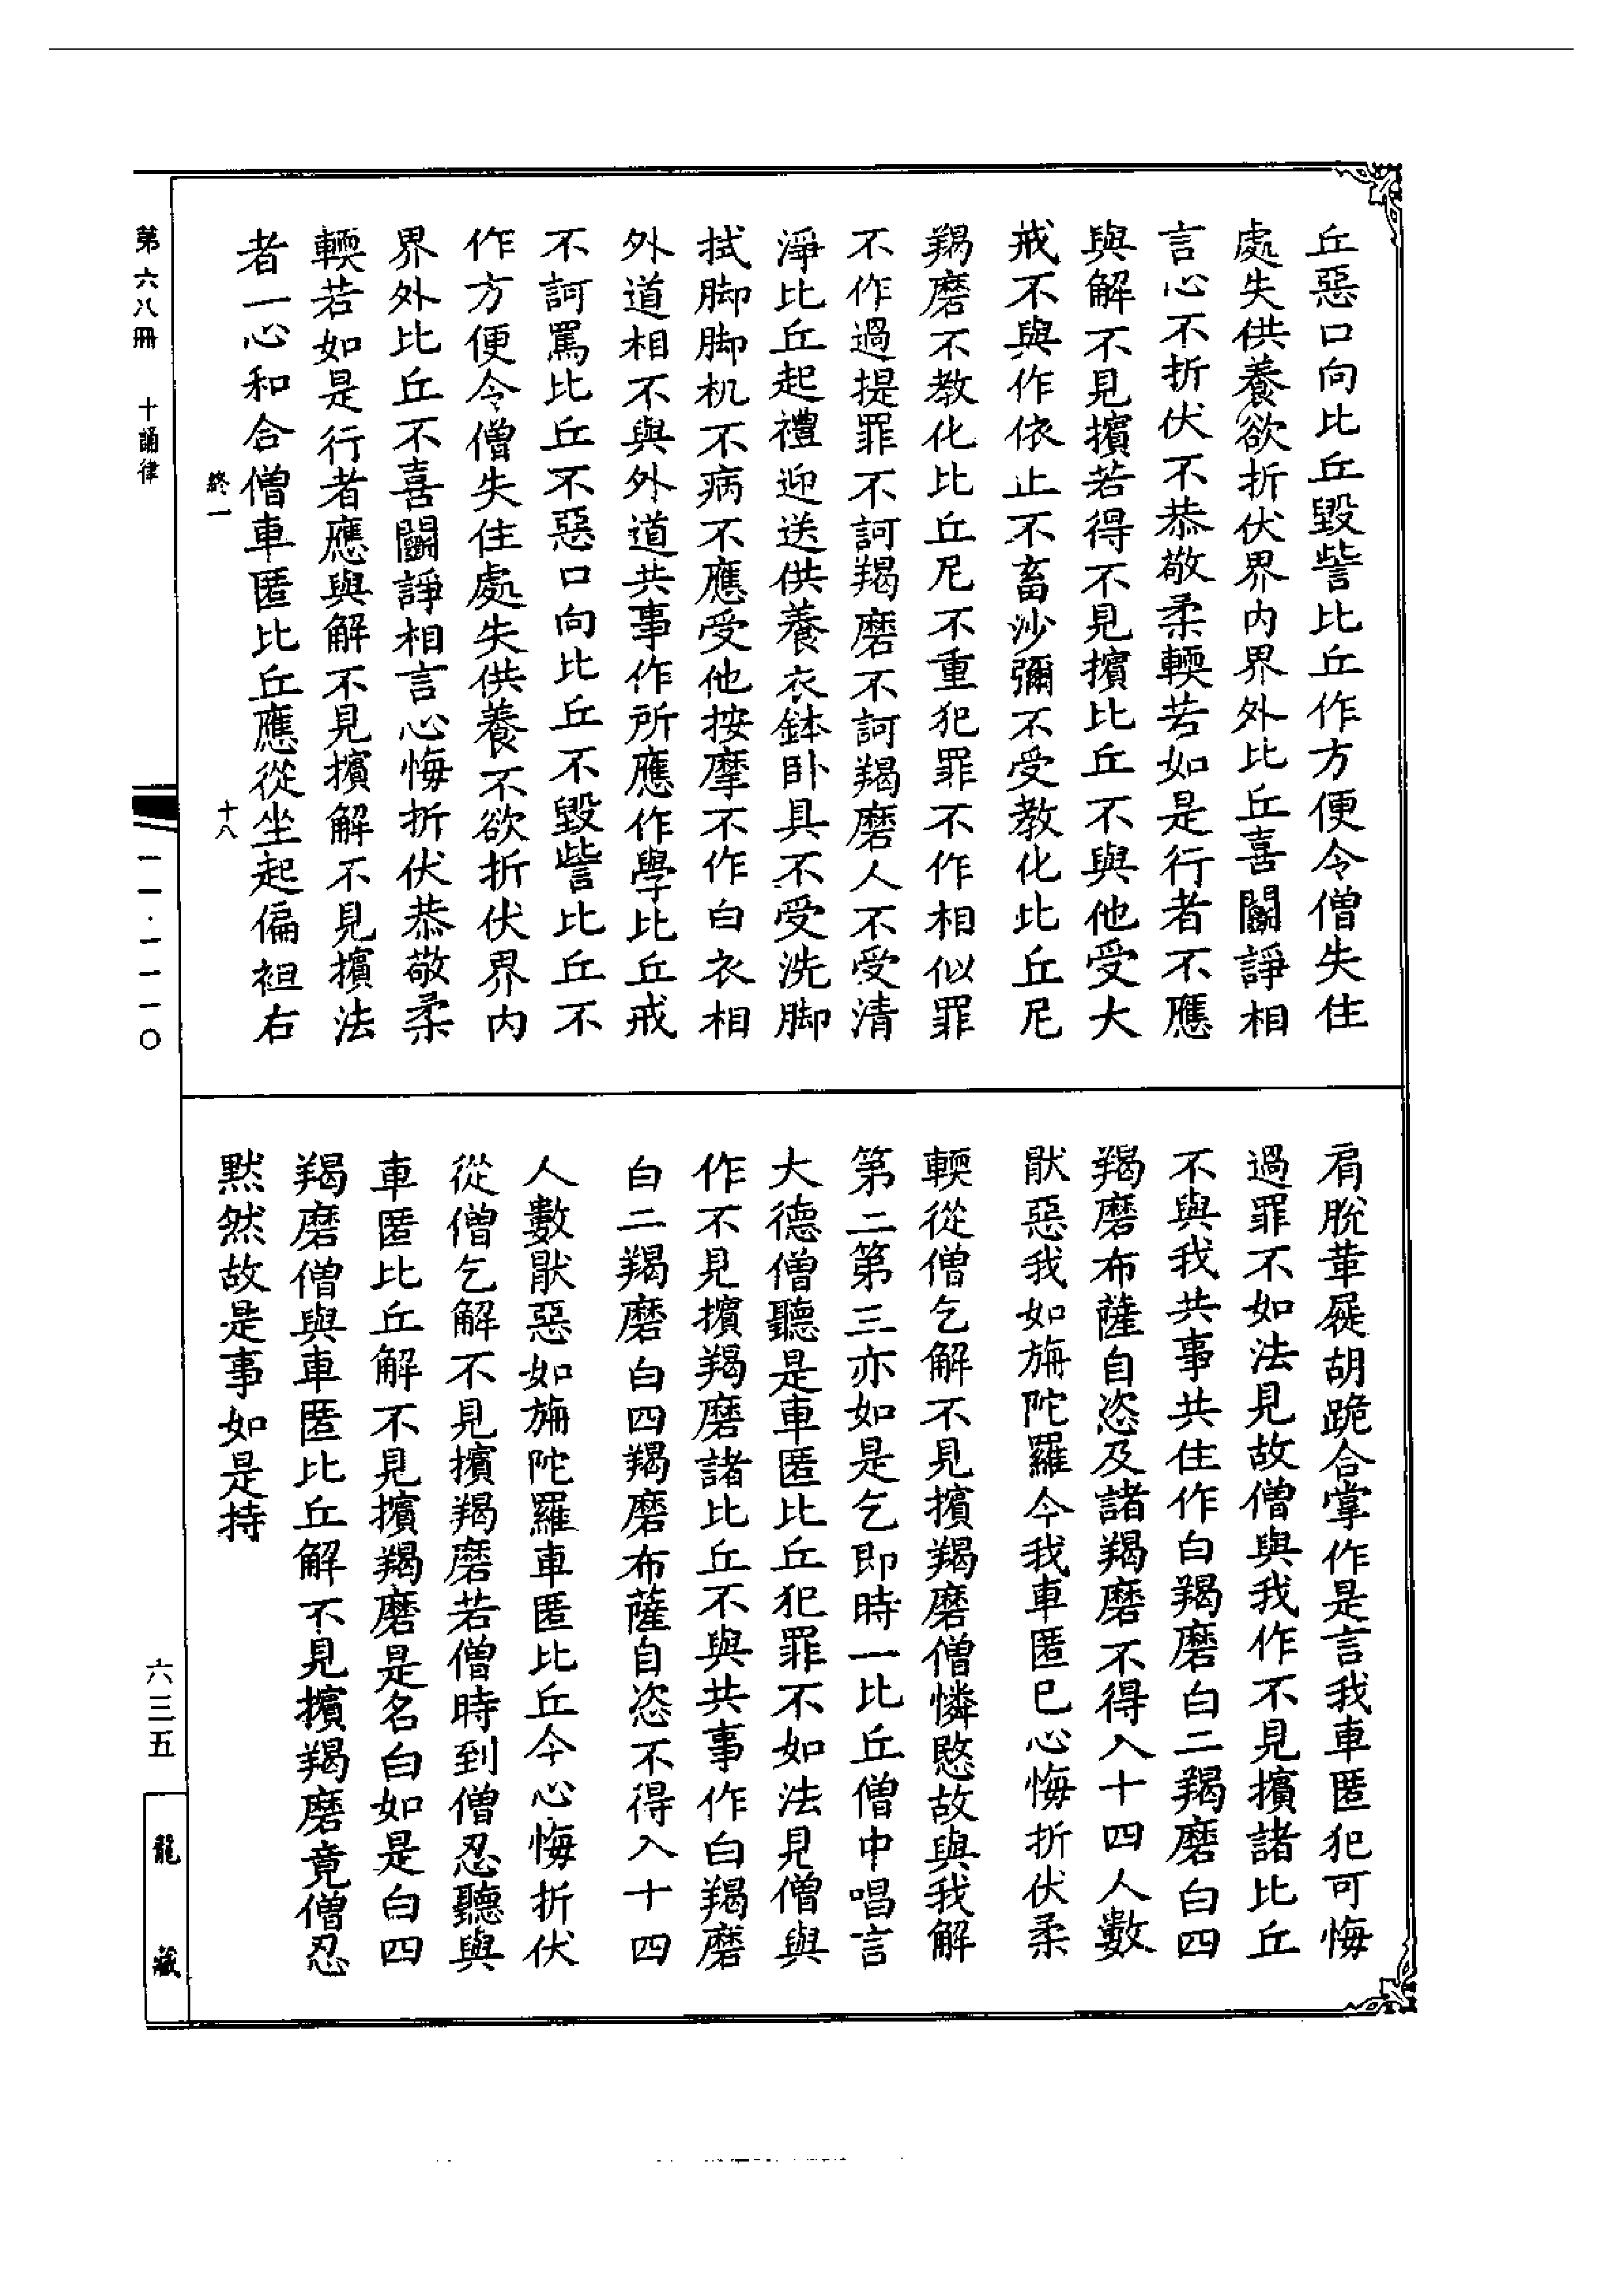 丘惡口向比丘毀訾比丘作方便令僧失住
處失供養欲折伏界内界外比丘喜鬭諍相
言心不折伏不恭敬柔輭若如是行者不應
與解不見擯若得不見擯比丘不與他受大
戒不與作依止不畜沙彌不受教化比丘尼
羯磨不教化比丘尼不重犯罪不作相似罪
不作過提罪不訶羯磨不訶羯磨人不受清
淨比丘起禮迎送供養衣鉢卧具不受洗脚
拭脚脚机不病不應受他按摩不作白衣相
外道相不與外道共事作所應作學比丘戒
不訶罵比丘不惡口向比丘不毀訾比丘不
作方便令僧失住處失供養不欲折伏界内
界外比丘不喜鬭諍相言心悔折伏恭敬柔
輭若如是行者應與解不見擯解不見擯法
者一心和合僧車匿比丘應從坐起偏袒右
終一
十八
肩脫革屣胡跪合掌作是言我車匿犯可悔
過罪不如法見故僧與我作不見擯諸比丘
不與我共事共住作白羯磨白二羯磨白四
羯磨布薩自恣及諸羯磨不得入十四人數
猒惡我如旃陀羅今我車匿巳心悔折伏柔
輭從僧乞解不見擯羯磨僧憐愍故與我解
第二第三亦如是乞即時一比丘僧中唱言
大德僧聽是車匿比丘犯罪不如法見僧與
作不見擯羯磨諸比丘不與共事作白羯磨
白二羯磨白四羯磨布薩自恣不得入十四
人數猒惡如旃陀羅車匿比丘今心悔折伏
從僧乞解不見擯羯磨若僧時到僧忍聽與
車匿比丘解不見擯羯磨是名白如是白四
羯磨僧與車匿比丘解不見擯羯磨竟僧忍
黙然故是事如是持
第六八冊 十誦律
一一·一一一〇
六三五
龍藏